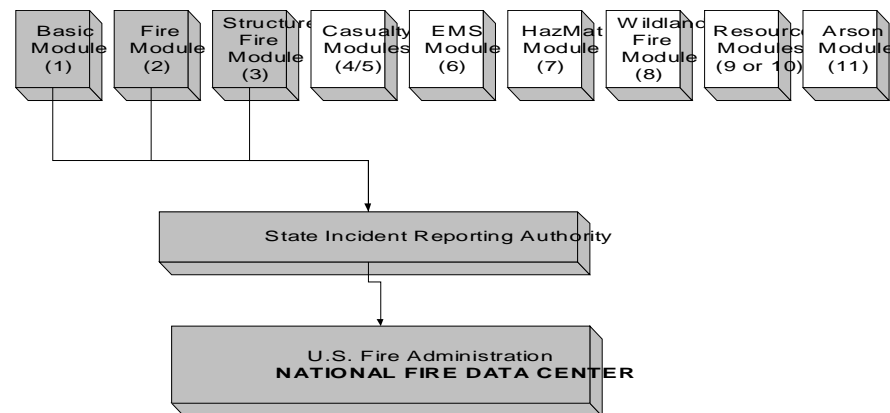 Basic
Module
(1)
Fire
Module
(2)
Structure
Fire
Module
(3)
Casualty
Modules
(4/5)
EMS
Module
(6)
HazMat
Module
(7)
Wildland
Fire
Module
(8)
Resource
Modules
(9 or 10)
Arson
Module
(11)
State Incident Reporting Authority
U.S. Fire Administration
NATIONAL FIRE DATA CENTER